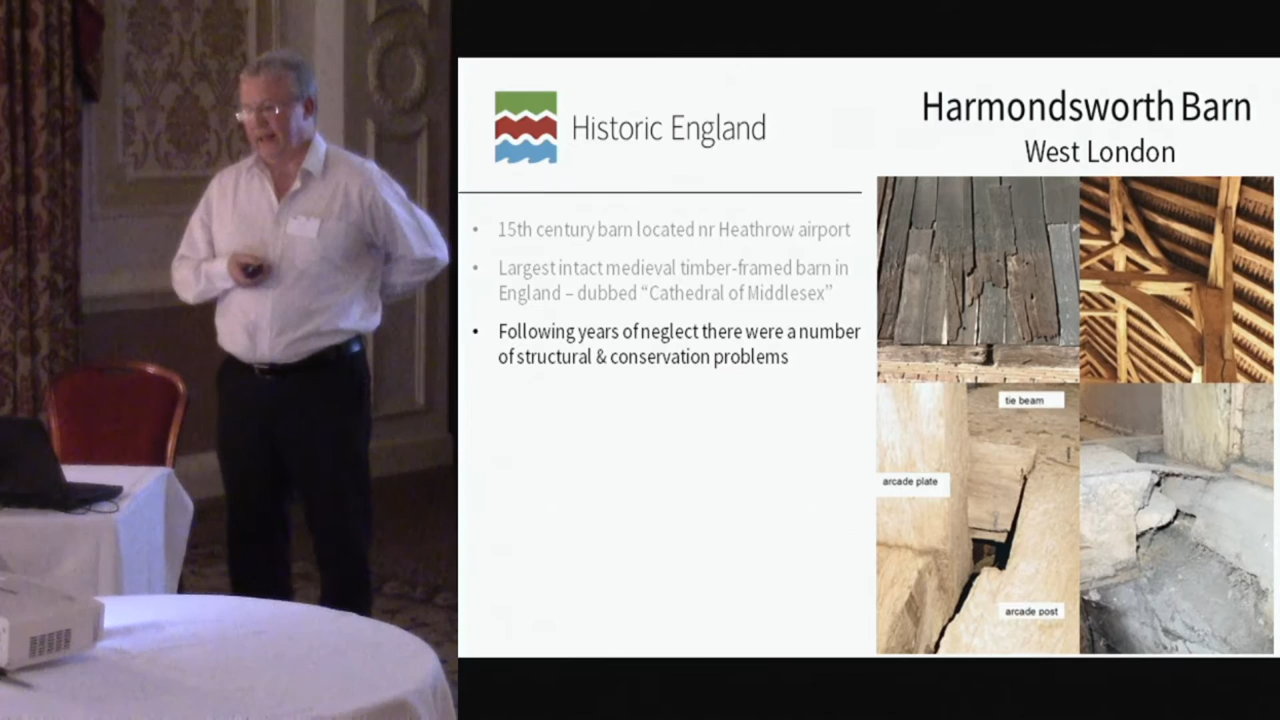 Historic England
Harmondsworth Barn
West London
• 15th century barn located nr Heathrow airport
• Largest intact medieval timber-framed barn in
England – dubbed “Cathedral of Middlesex”
• Following years of neglect there were a number
of structural & conservation problems
tie beam
arcade plate
arcade post